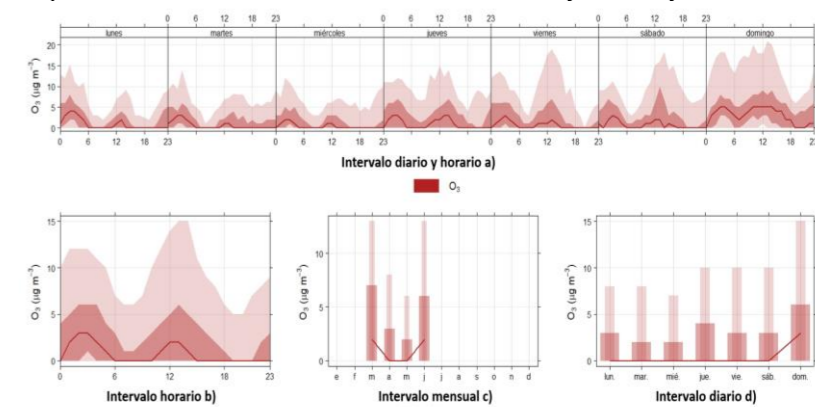 0 6 12 18 23 0 6 12 18 23 0 6 12 18 23
lunes martes miércoles jueves viernes sábado domingo
20
15
10
5
0
O₃ (µg m⁻³)
0 6 12 18 23 0 6 12 18 23 0 6 12 18 23 0 6 12 18 23
Intervalo diario y horario a)
O₃
15
10
5
0
O₃ (µg m⁻³)
0 6 12 18 23
Intervalo horario b)
10
5
0
O₃ (µg m⁻³)
e f m a m j j a s o n d
Intervalo mensual c)
15
10
5
0
O₃ (µg m⁻³)
lun. mar. mié. jue. vie. sáb. dom.
Intervalo diario d)